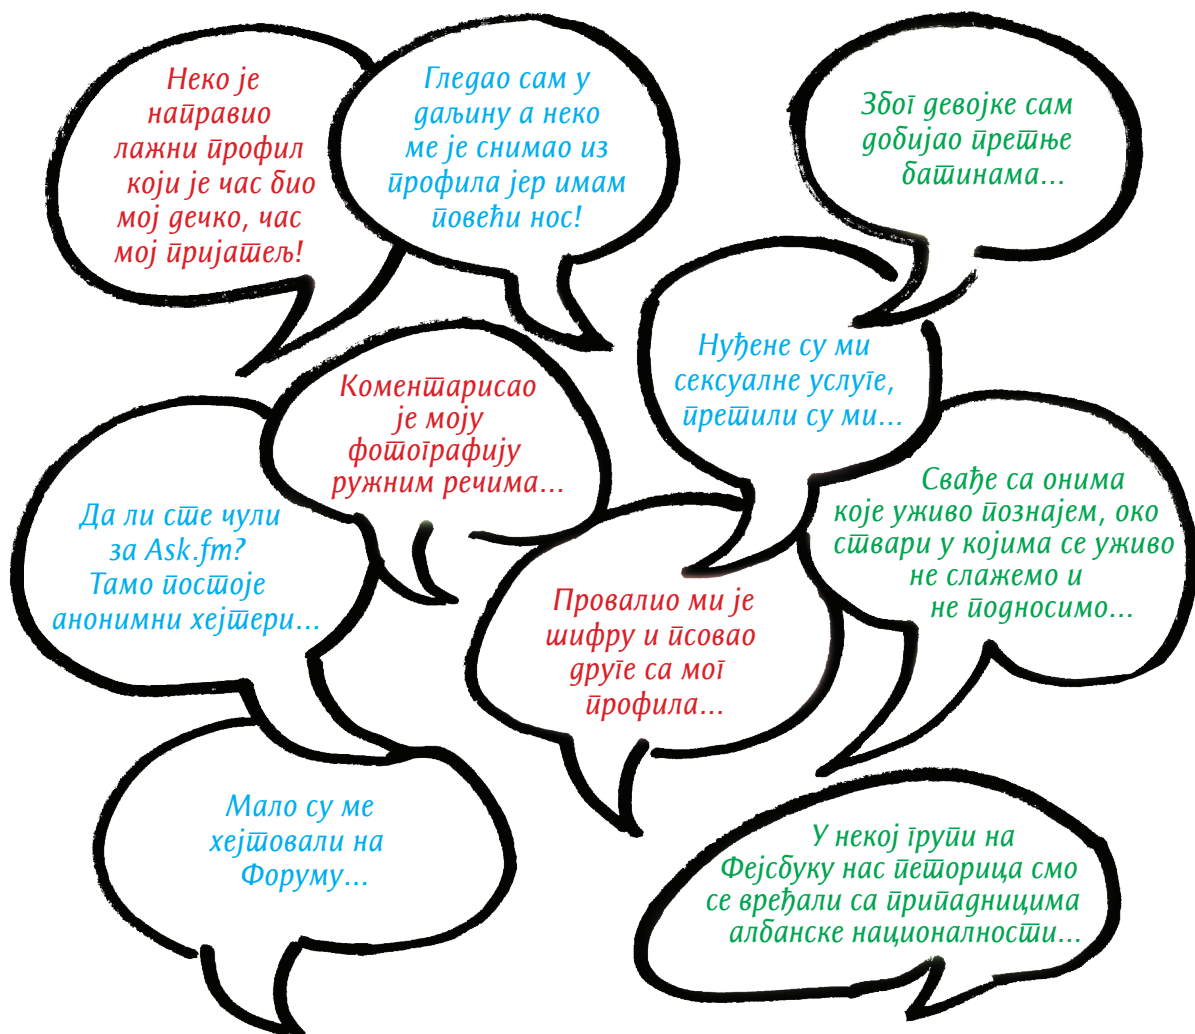 Неко је
направио
лажни профил
који је час био
мој дечко, час
мој пријатељ!
Гледао сам у
даљину а неко
ме је снимао из
профила јер имам
повећи нос!
Због девојке сам
добијао претње
батинама...
Нуђене су ми
сексуалне услуге,
претили су ми...
Коментарисао
је моју
фотографију
ружним речима...
Да ли сте чули
за Ask.fm?
Тамо постоје
анонимни хејтери...
Свађе са онима
које уживо познајем, око
ствари у којима се уживо
не слажемо и
не подносимо...
Провалио ми је
шифру и псовао
друге са мог
профила...
Мало су ме
хејтовали на
Форуму...
У некој групи на
Фејсбуку нас петорица смо
се вређали са припадницима
албанске националности...